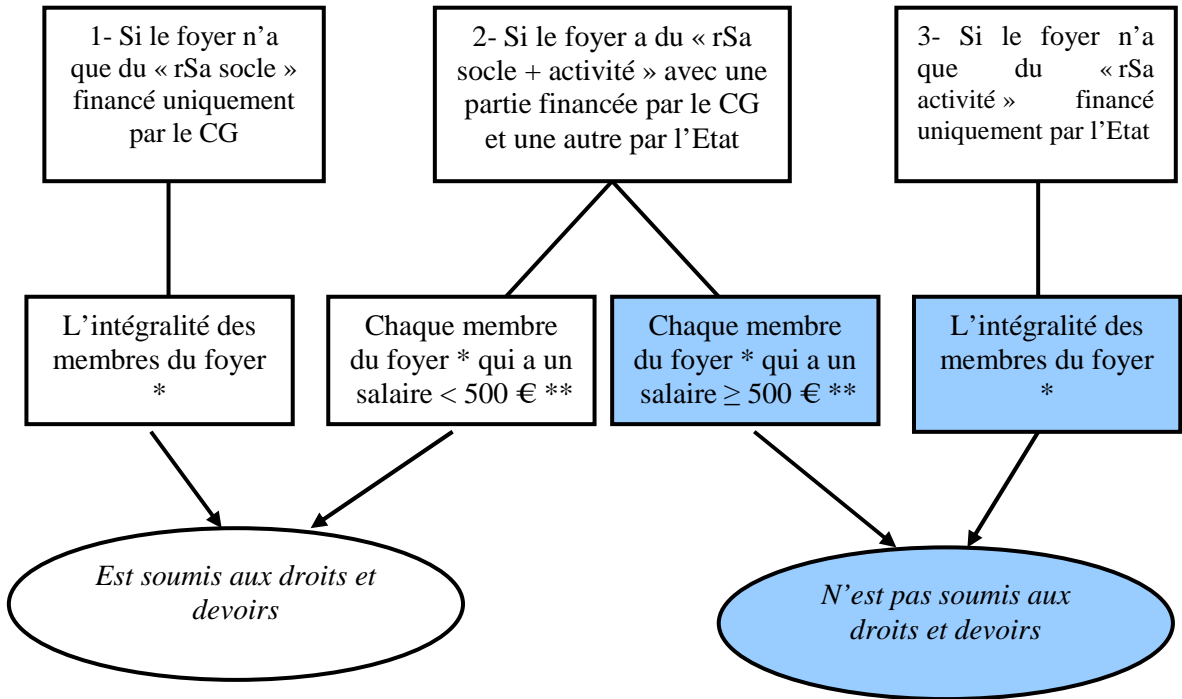 1- Si le foyer n’a
que du « rSa socle »
financé uniquement
par le CG
2- Si le foyer a du « rSa
socle + activité » avec une
partie financée par le CG
et une autre par l’Etat
3- Si le foyer n’a
que du « rSa
activité » financé
uniquement par l’Etat
L’intégralité des
membres du foyer
*
Chaque membre
du foyer * qui a un
salaire < 500 € **
Chaque membre
du foyer * qui a un
salaire ≥ 500 € **
L’intégralité des
membres du foyer
*
Est soumis aux droits et
devoirs
N’est pas soumis aux
droits et devoirs